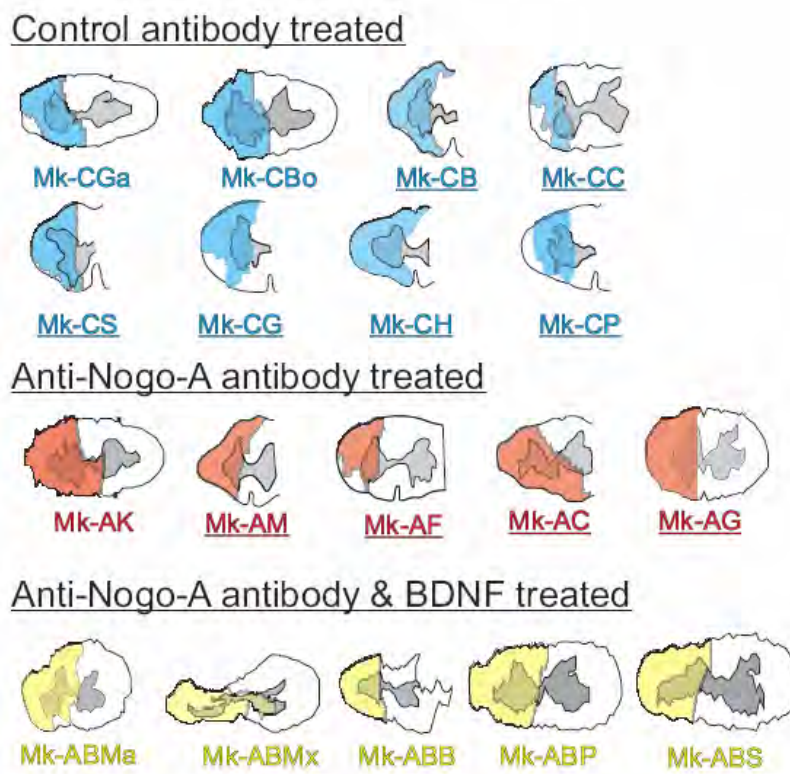 Control antibody treated
Mk-CGa Mk-CBo Mk-CB Mk-CC
Mk-CS Mk-CG Mk-CH Mk-CP
Anti-Nogo-A antibody treated
Mk-AK Mk-AM Mk-AF Mk-AC Mk-AG
Anti-Nogo-A antibody & BDNF treated
Mk-ABMa Mk-ABMx Mk-ABB Mk-ABP Mk-ABS